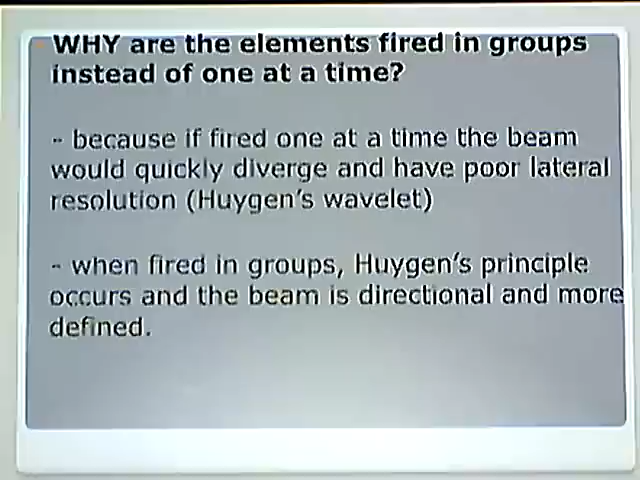 WHY are the elements fired in groups
instead of one at a time?
- because if fired one at a time the beam
would quickly diverge and have poor lateral
resolution (Huygen's wavelet)
- when fired in groups, Huygen's principle
occurs and the beam is directional and more
defined.